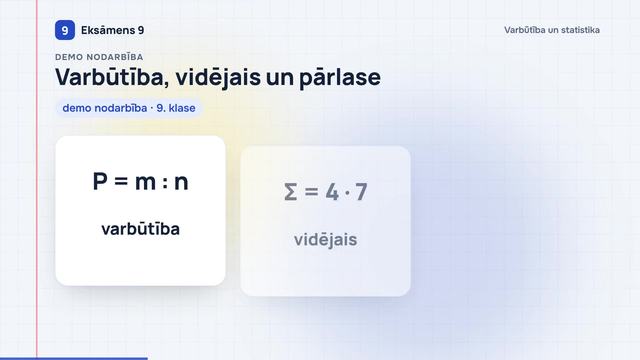 9 Eksāmens 9
Varbūtība un statistika
DEMO NODARBĪBA
Varbūtība, vidējais un pārlase
demo nodarbība · 9. klase
P = m : n
varbūtība
Σ = 4 · 7
vidējais